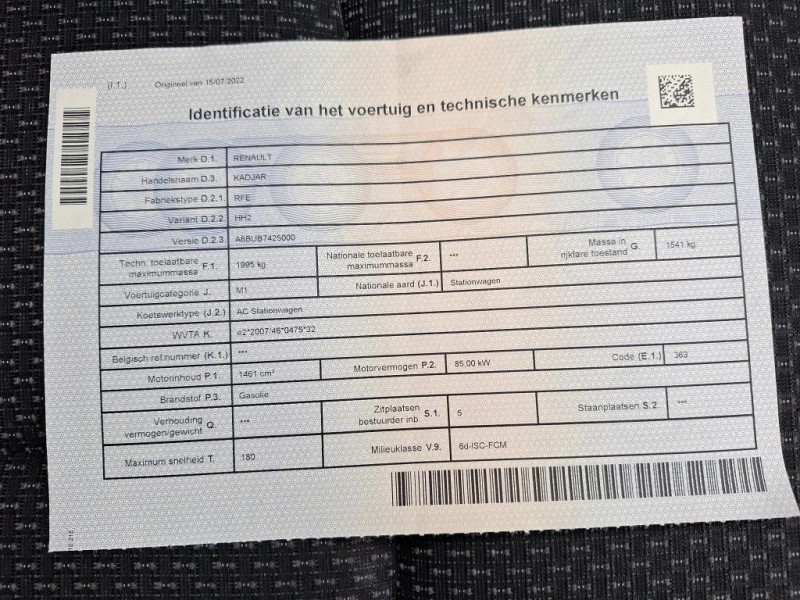 (I.T.) Origineel van 15/07/2022
Identificatie van het voertuig en technische kenmerken
Merk D.1. RENAULT
Handelsnaam D.3. KADJAR
Fabriekstype D.2.1. RFE
Variant D.2.2. HH2
Versie D.2.3. A6BUB7425000
Techn. toelaatbare maximummassa F.1. 1995 kg Nationale toelaatbare maximummassa F.2. *** Massa in rijklare toestand G. 1541 kg
Voertuigcategorie J. M1 Nationale aard (J.1.) Stationwagen
Koetswerktype (J.2.) AC Stationwagen
WVTA K. e2*2007/46*0475*32
Belgisch ref.nummer (K.1.) ***
Motorinhoud P.1. 1461 cm³ Motorvermogen P.2. 85.00 kW Code (E.1.) 363
Brandstof P.3. Gasolie
Verhouding vermogen/gewicht Q. *** Zitplaatsen bestuurder inb. S.1. 5 Staanplaatsen S.2. ***
Maximum snelheid T. 180 Milieuklasse V.9. 6d-ISC-FCM